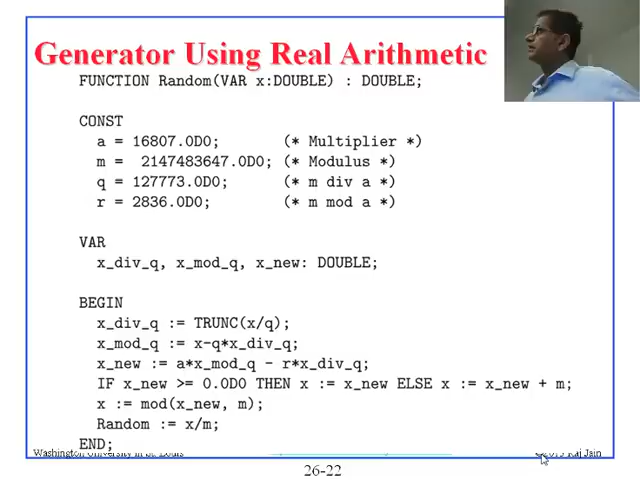 Generator Using Real Arithmetic
FUNCTION Random(VAR x:DOUBLE) : DOUBLE;
CONST
a = 16807.0D0; (* Multiplier *)
m = 2147483647.0D0; (* Modulus *)
q = 127773.0D0; (* m div a *)
r = 2836.0D0; (* m mod a *)
VAR
x_div_q, x_mod_q, x_new: DOUBLE;
BEGIN
x_div_q := TRUNC(x/q);
x_mod_q := x-q*x_div_q;
x_new := a*x_mod_q - r*x_div_q;
IF x_new >= 0.0D0 THEN x := x_new ELSE x := x_new + m;
x := mod(x_new, m);
Random := x/m;
END;
Washington University in St. Louis ©2013 Raj Jain
26-22